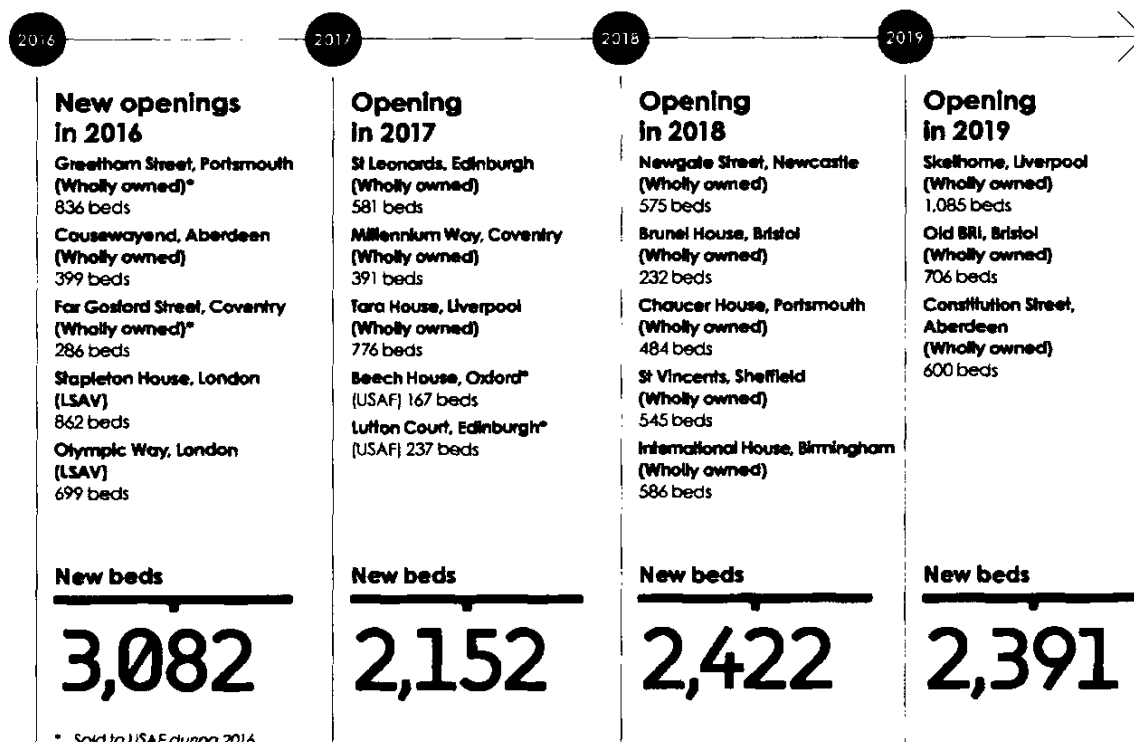 2016
2017
2018
2019
New openings
in 2016
Greetham Street, Portsmouth
(Wholly owned)*
836 beds
Causewayend, Aberdeen
(Wholly owned)
399 beds
Far Gosford Street, Coventry
(Wholly owned)*
286 beds
Stapleton House, London
(LSAV)
862 beds
Olympic Way, London
(LSAV)
699 beds
New beds
3,082
* Sold to USAF during 2016
Opening
in 2017
St Leonards, Edinburgh
(Wholly owned)
581 beds
Millennium Way, Coventry
(Wholly owned)
391 beds
Tara House, Liverpool
(Wholly owned)
776 beds
Beech House, Oxford*
(USAF) 167 beds
Lutton Court, Edinburgh*
(USAF) 237 beds
New beds
2,152
Opening
in 2018
Newgate Street, Newcastle
(Wholly owned)
575 beds
Brunel House, Bristol
(Wholly owned)
232 beds
Chaucer House, Portsmouth
(Wholly owned)
484 beds
St Vincents, Sheffield
(Wholly owned)
545 beds
International House, Birmingham
(Wholly owned)
586 beds
New beds
2,422
Opening
in 2019
Skelhorne, Liverpool
(Wholly owned)
1,085 beds
Old BRI, Bristol
(Wholly owned)
706 beds
Constitution Street,
Aberdeen
(Wholly owned)
600 beds
New beds
2,391